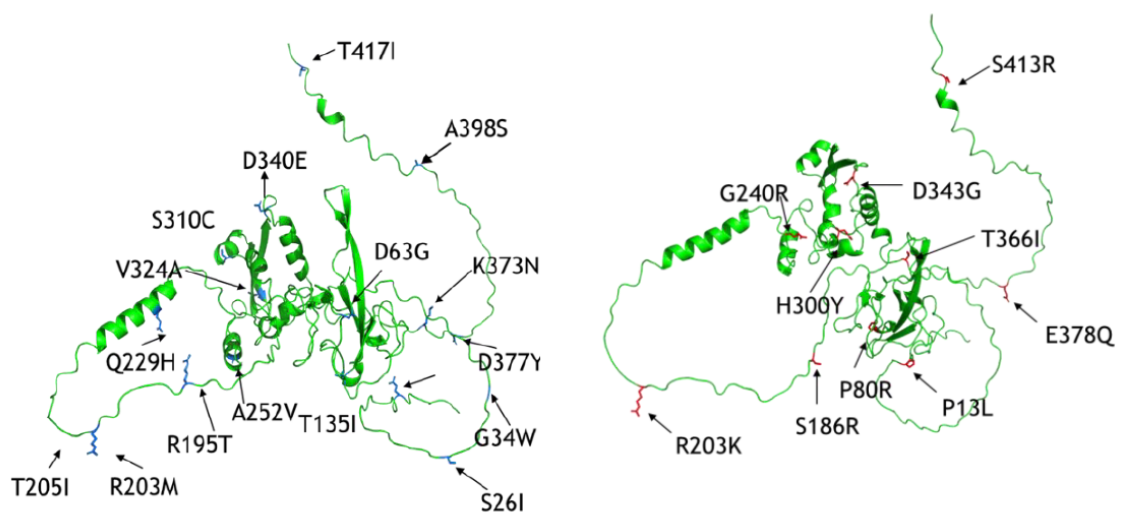 T417I
A398S
D340E
S310C
D63G
V324A
K373N
Q229H
D377Y
A252V
T135I
R195T
G34W
T205I
R203M
S26I
S413R
G240R
D343G
T366I
H300Y
E378Q
P80R
P13L
S186R
R203K